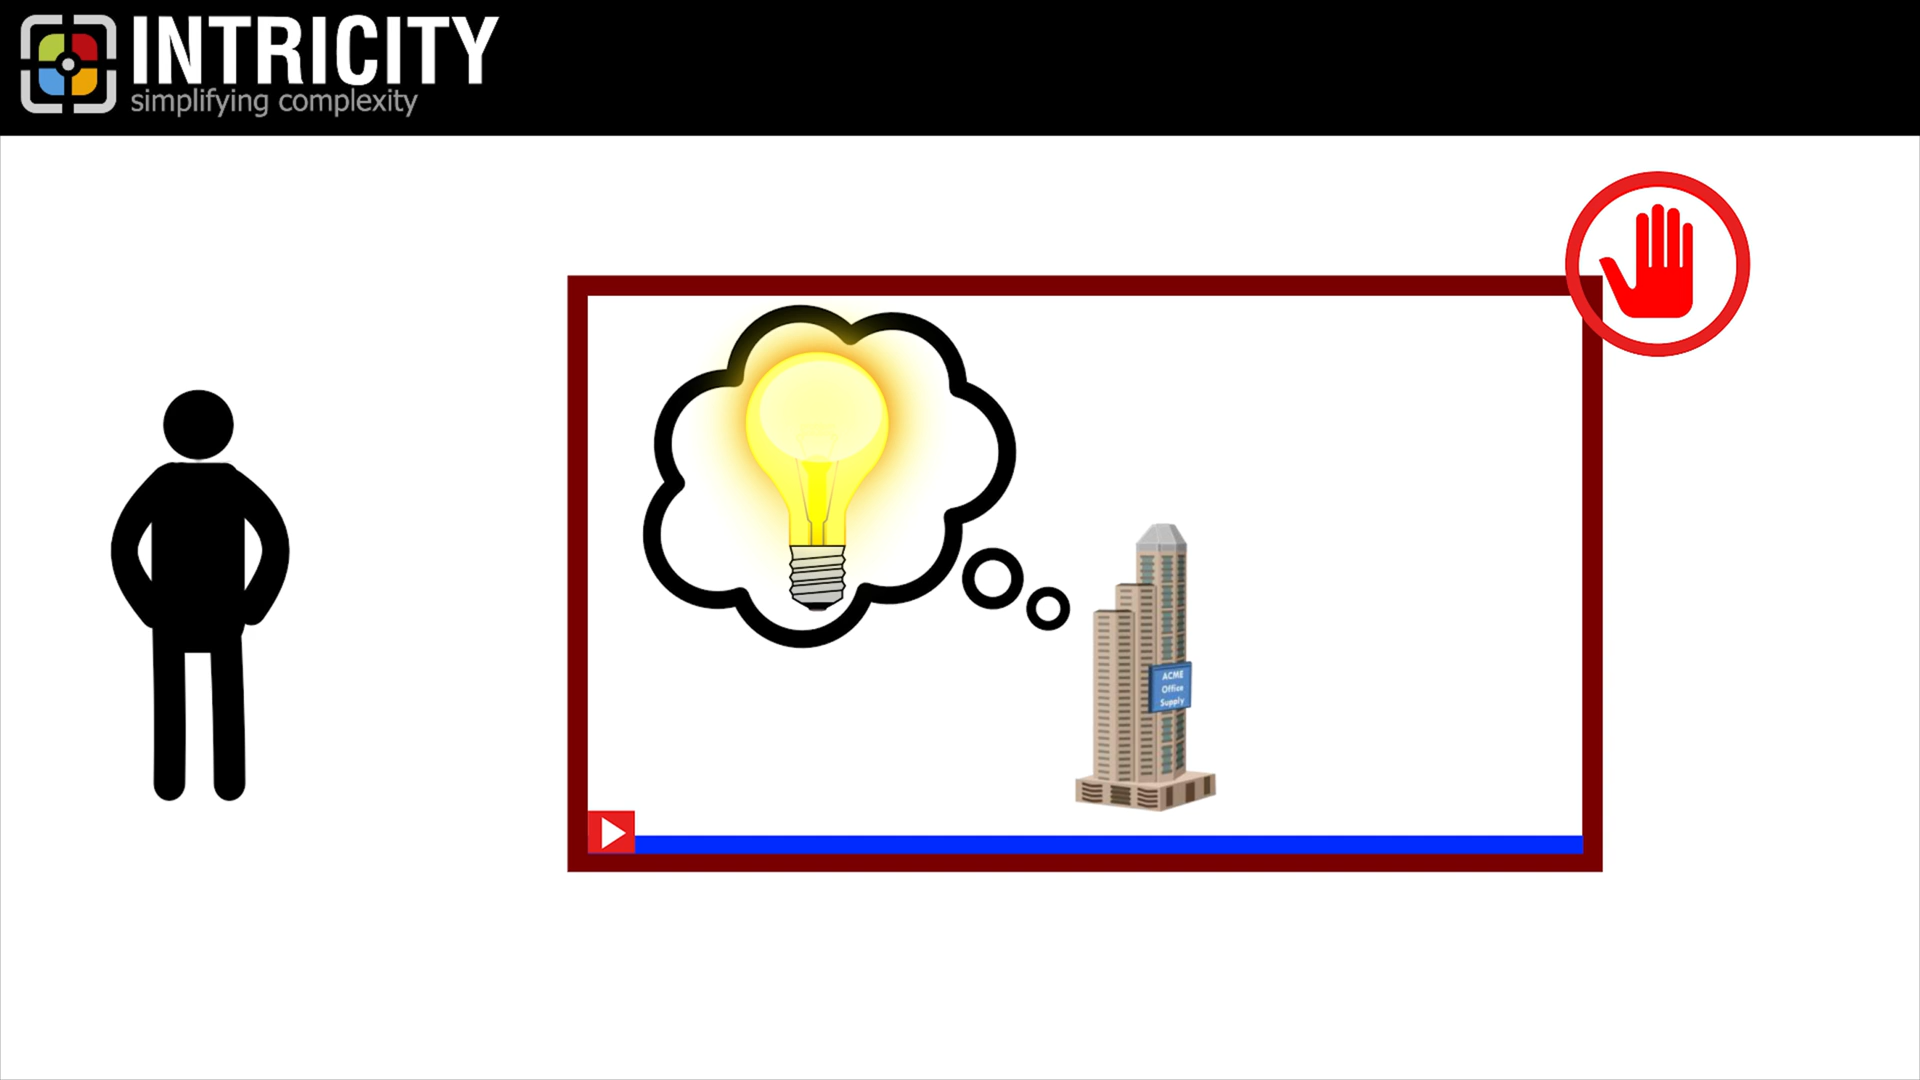 INTRICITY
simplifying complexity
ACME
Office
Supply